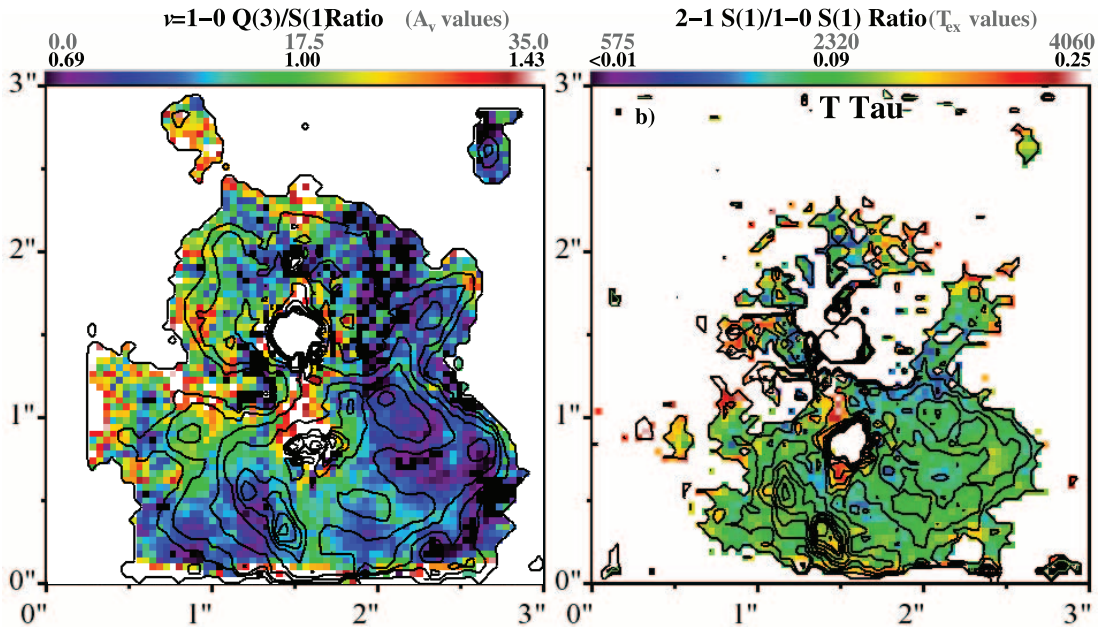 v=1−0 Q(3)/S(1Ratio (Av values)
0.0 17.5 35.0
0.69 1.00 1.43
3"
2"
1"
0"
0" 1" 2" 3"
2−1 S(1)/1−0 S(1) Ratio(Tex values)
575 2320 4060
<0.01 0.09 0.25
b) T Tau
3"
2"
1"
0"
0" 1" 2" 3"